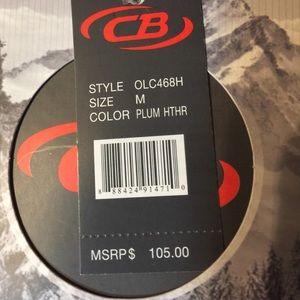 CB
STYLE OLC468H
SIZE M
COLOR PLUM HTHR
8 88424 91471 0
MSRP$ 105.00